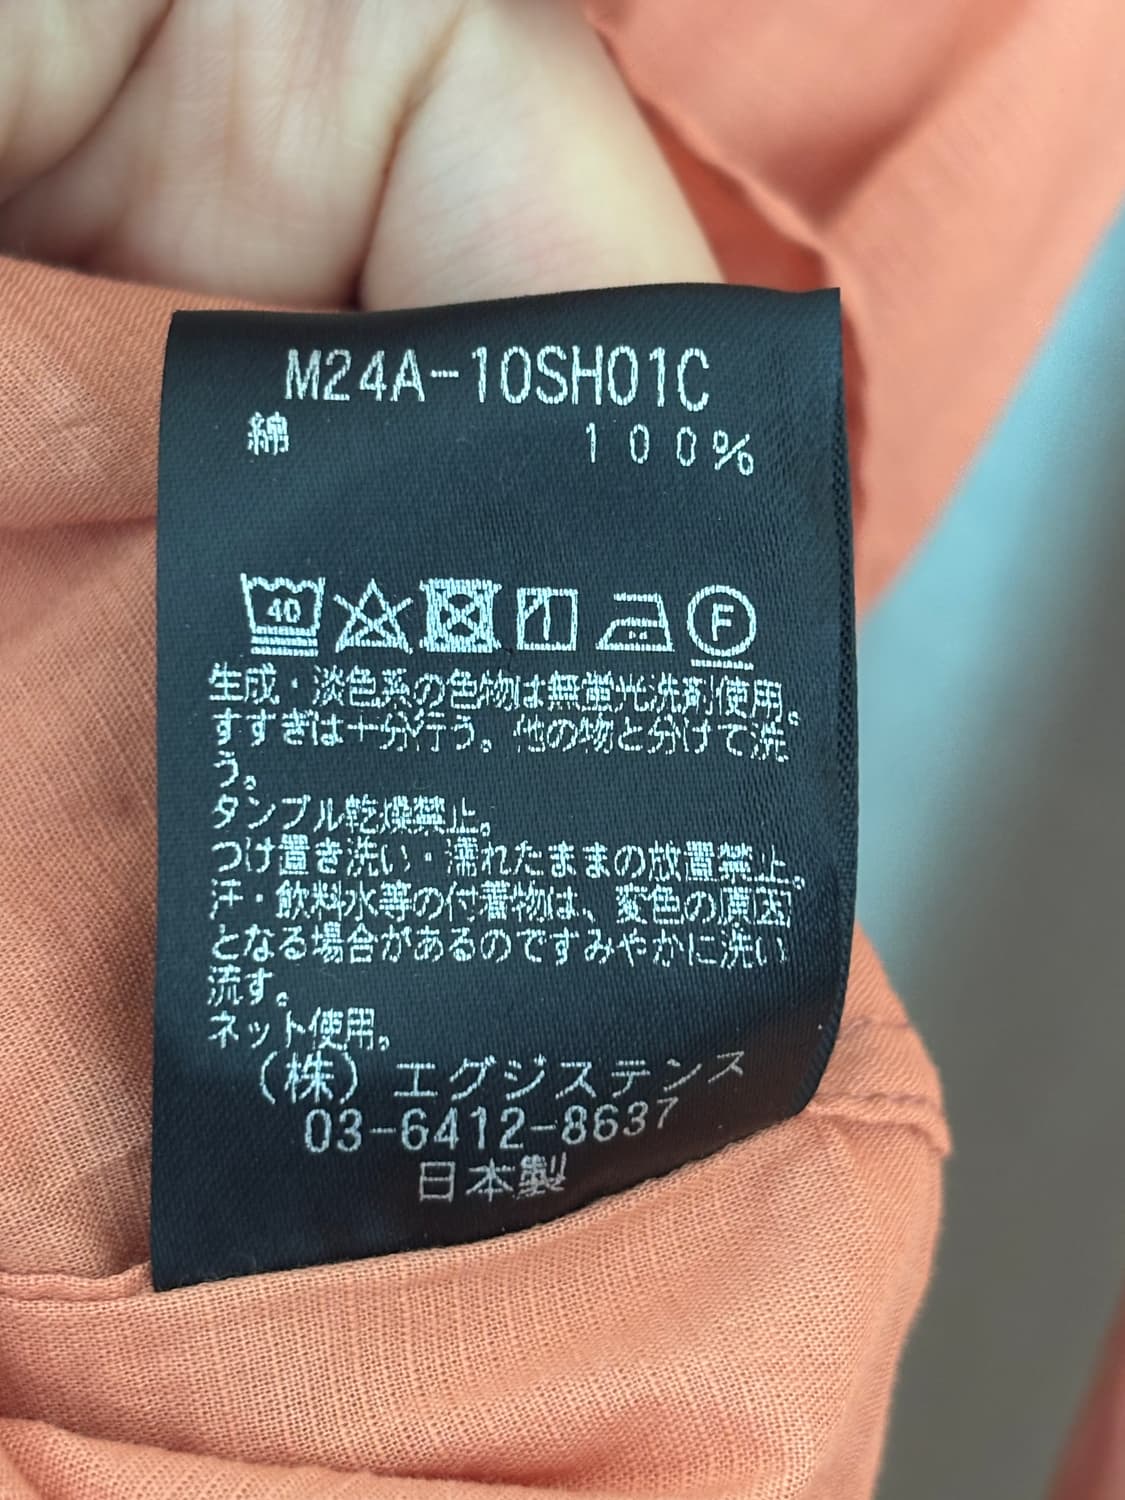 M24A-10SH01C
綿 100%
40
F
生成・淡色系の色物は無蛍光洗剤使用。
すすぎは十分行う。他の物と分けて洗
う。
タンブル乾燥禁止。
つけ置き洗い・濡れたままの放置禁止。
汗・飲料水等の付着物は、変色の原因
となる場合があるのですみやかに洗い
流す。
ネット使用。
(株) エグジステンス
03-6412-8637
日本製